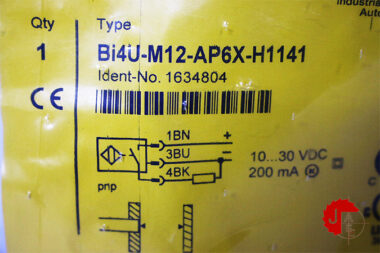 Industrial
Qty Type
1 Bi4U-M12-AP6X-H1141
Ident-No. 1634804
CE
1BN +
3BU −
4BK
10...30 VDC
200 mA
pnp